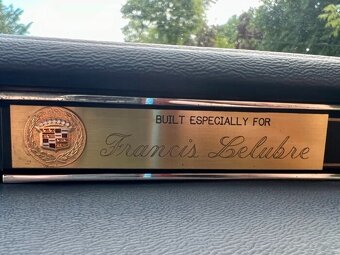 BUILT ESPECIALLY FOR
Francis Lelubre